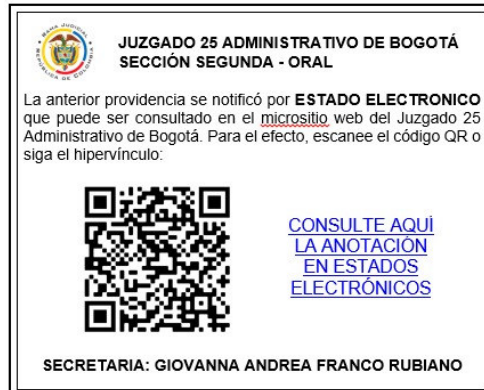 JUZGADO 25 ADMINISTRATIVO DE BOGOTÁ
SECCIÓN SEGUNDA - ORAL
La anterior providencia se notificó por ESTADO ELECTRONICO
que puede ser consultado en el micrositio web del Juzgado 25
Administrativo de Bogotá. Para el efecto, escanee el código QR o
siga el hipervínculo:
CONSULTE AQUÍ
LA ANOTACIÓN
EN ESTADOS
ELECTRÓNICOS
SECRETARIA: GIOVANNA ANDREA FRANCO RUBIANO